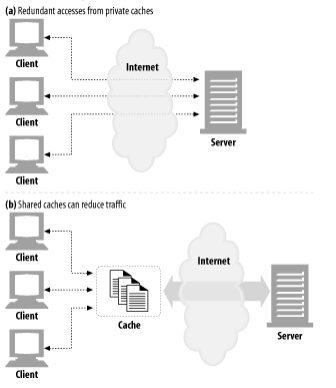 (a) Redundant accesses from private caches
Client
Internet
Client
Server
Client
(b) Shared caches can reduce traffic
Client
Internet
Client
Cache
Server
Client